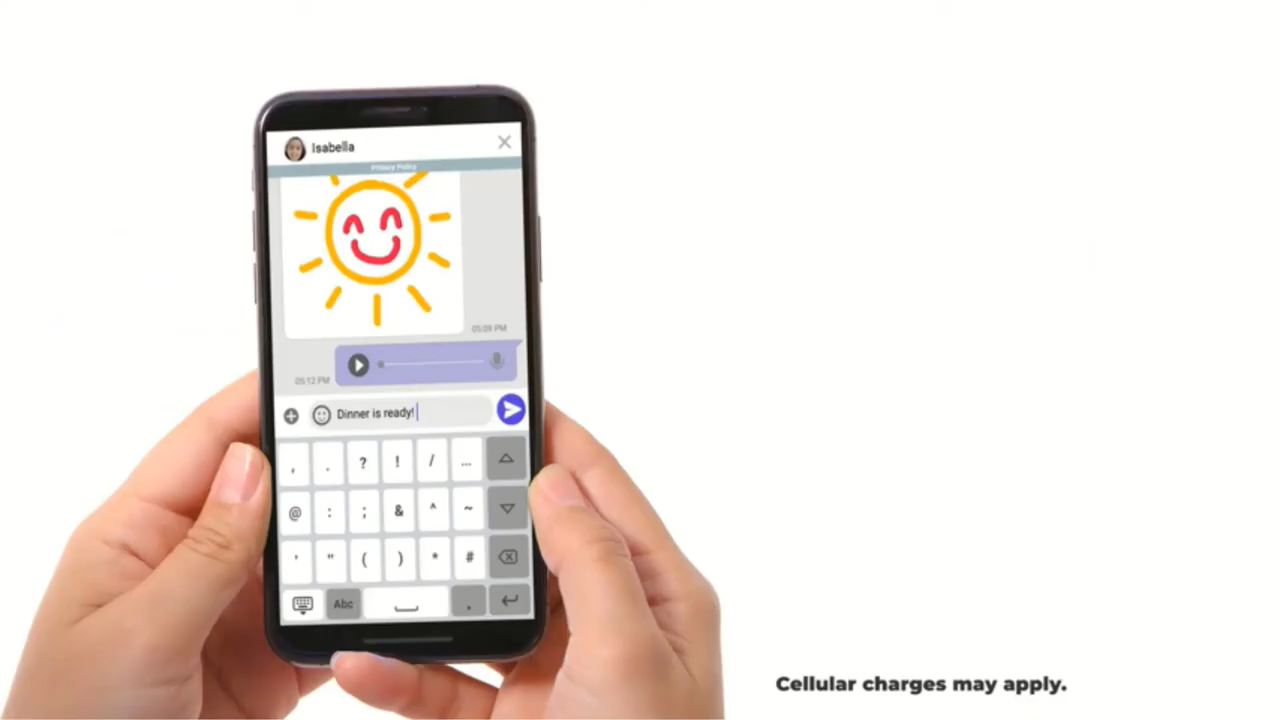 Isabella
Privacy Policy
05:09 PM
05:12 PM
Dinner is ready!
, . ? ! / ...
@ : ; & ^ ~
' " ( ) * #
Abc .
Cellular charges may apply.